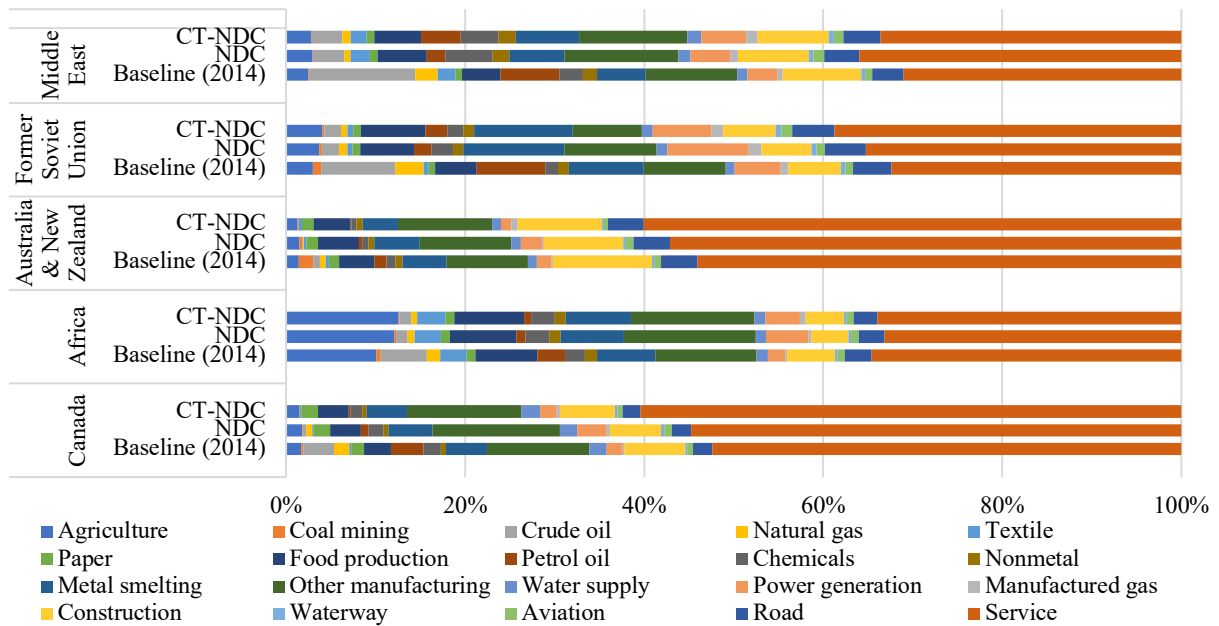 Middle East
CT-NDC
NDC
Baseline (2014)
Former Soviet Union
CT-NDC
NDC
Baseline (2014)
Australia & New Zealand
CT-NDC
NDC
Baseline (2014)
Africa
CT-NDC
NDC
Baseline (2014)
Canada
CT-NDC
NDC
Baseline (2014)
0% 20% 40% 60% 80% 100%
Agriculture Coal mining Crude oil Natural gas Textile
Paper Food production Petrol oil Chemicals Nonmetal
Metal smelting Other manufacturing Water supply Power generation Manufactured gas
Construction Waterway Aviation Road Service